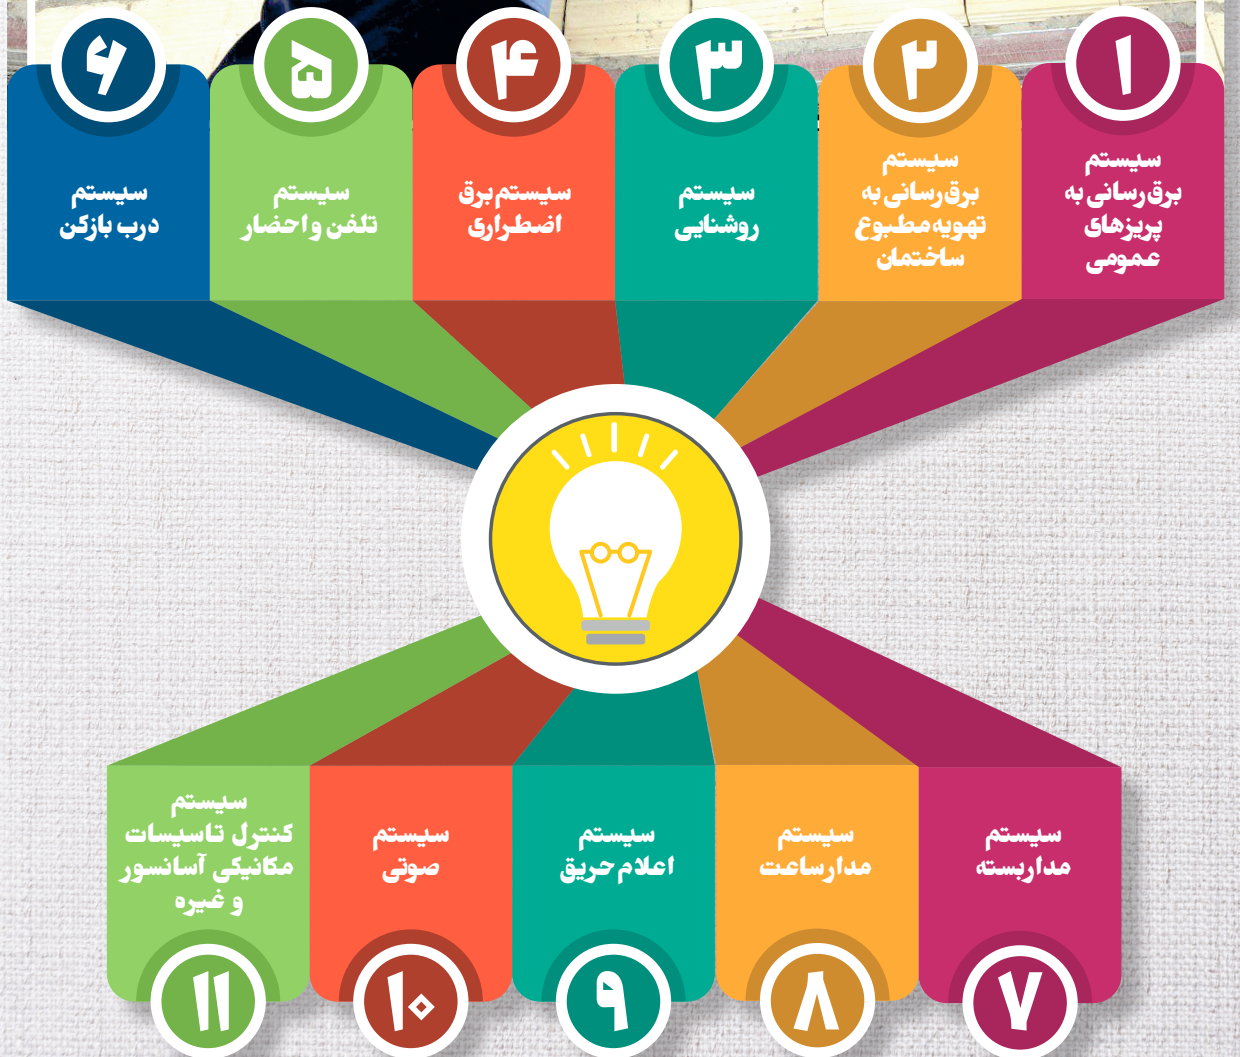 ۱
سیستم
برق‌رسانی به
پریزهای
عمومی
۲
سیستم
برق‌رسانی به
تهویه مطبوع
ساختمان
۳
سیستم
روشنایی
۴
سیستم برق
اضطراری
۵
سیستم
تلفن و احضار
۶
سیستم
درب بازکن
سیستم
مداربسته
۷
سیستم
مدار ساعت
۸
سیستم
اعلام حریق
۹
سیستم
صوتی
۱۰
سیستم
کنترل تاسیسات
مکانیکی آسانسور
و غیره
۱۱